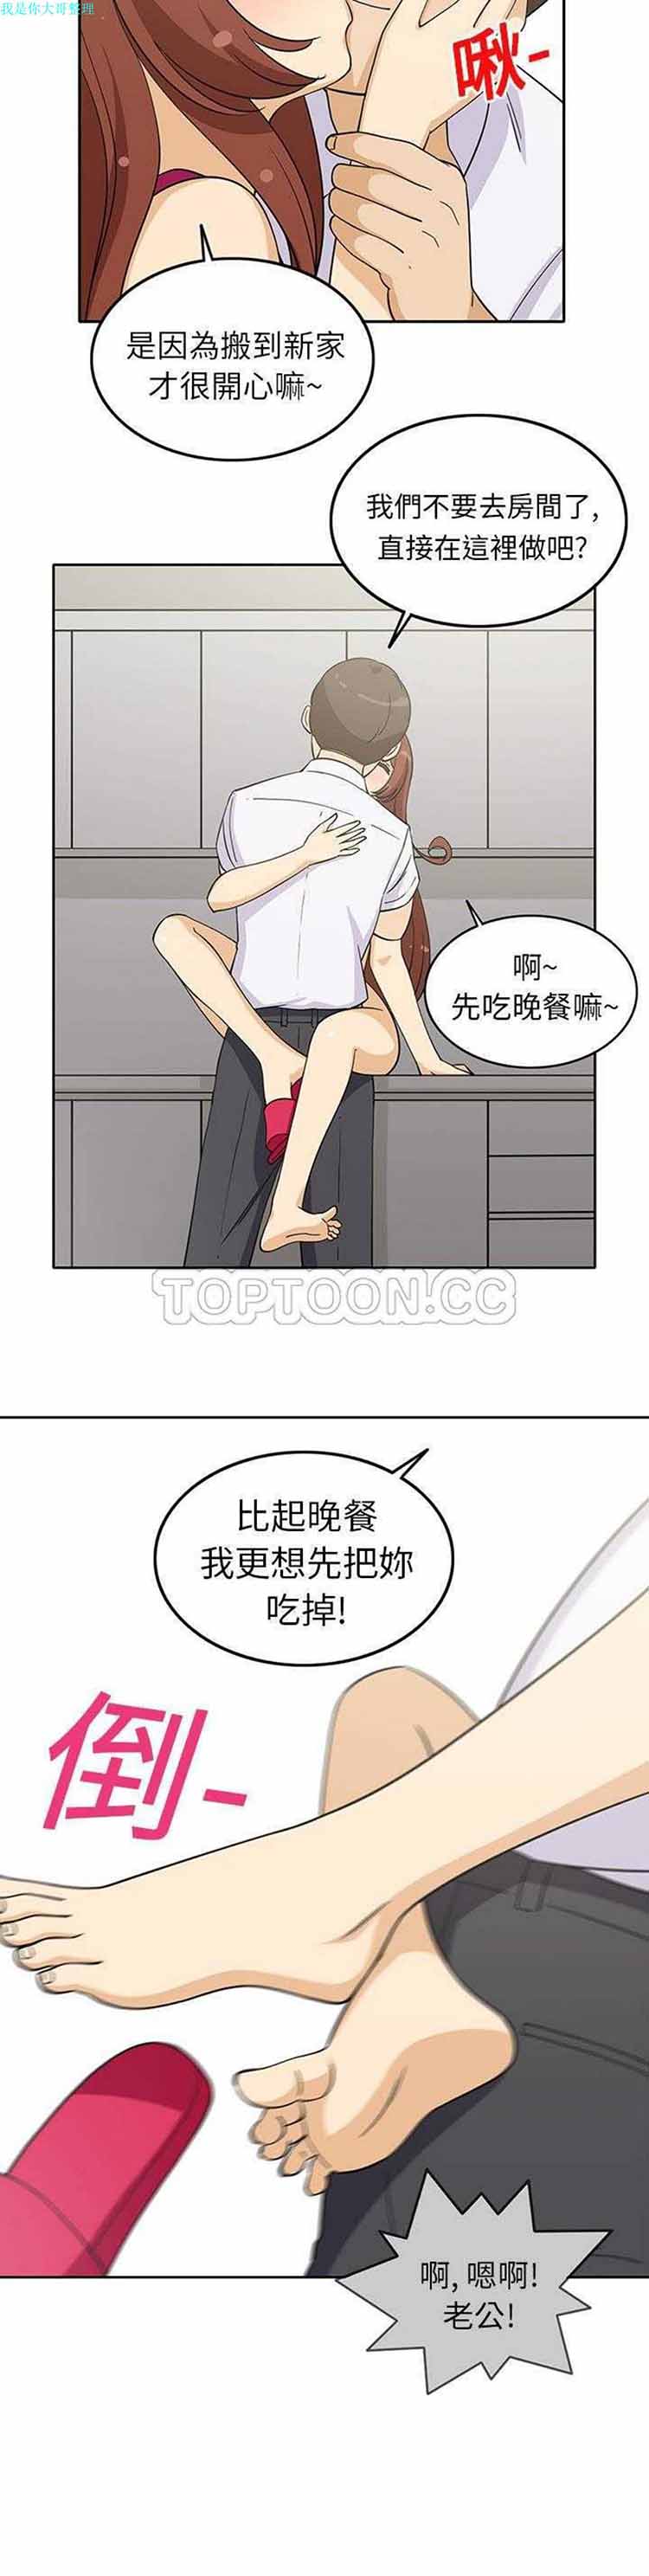 我是你大哥整理
啾-
是因為搬到新家
才很開心嘛~
我們不要去房間了,
直接在這裡做吧?
啊~
先吃晚餐嘛~
TOPTOON.CC
比起晚餐
我更想先把妳
吃掉!
倒-
啊,嗯啊!
老公!